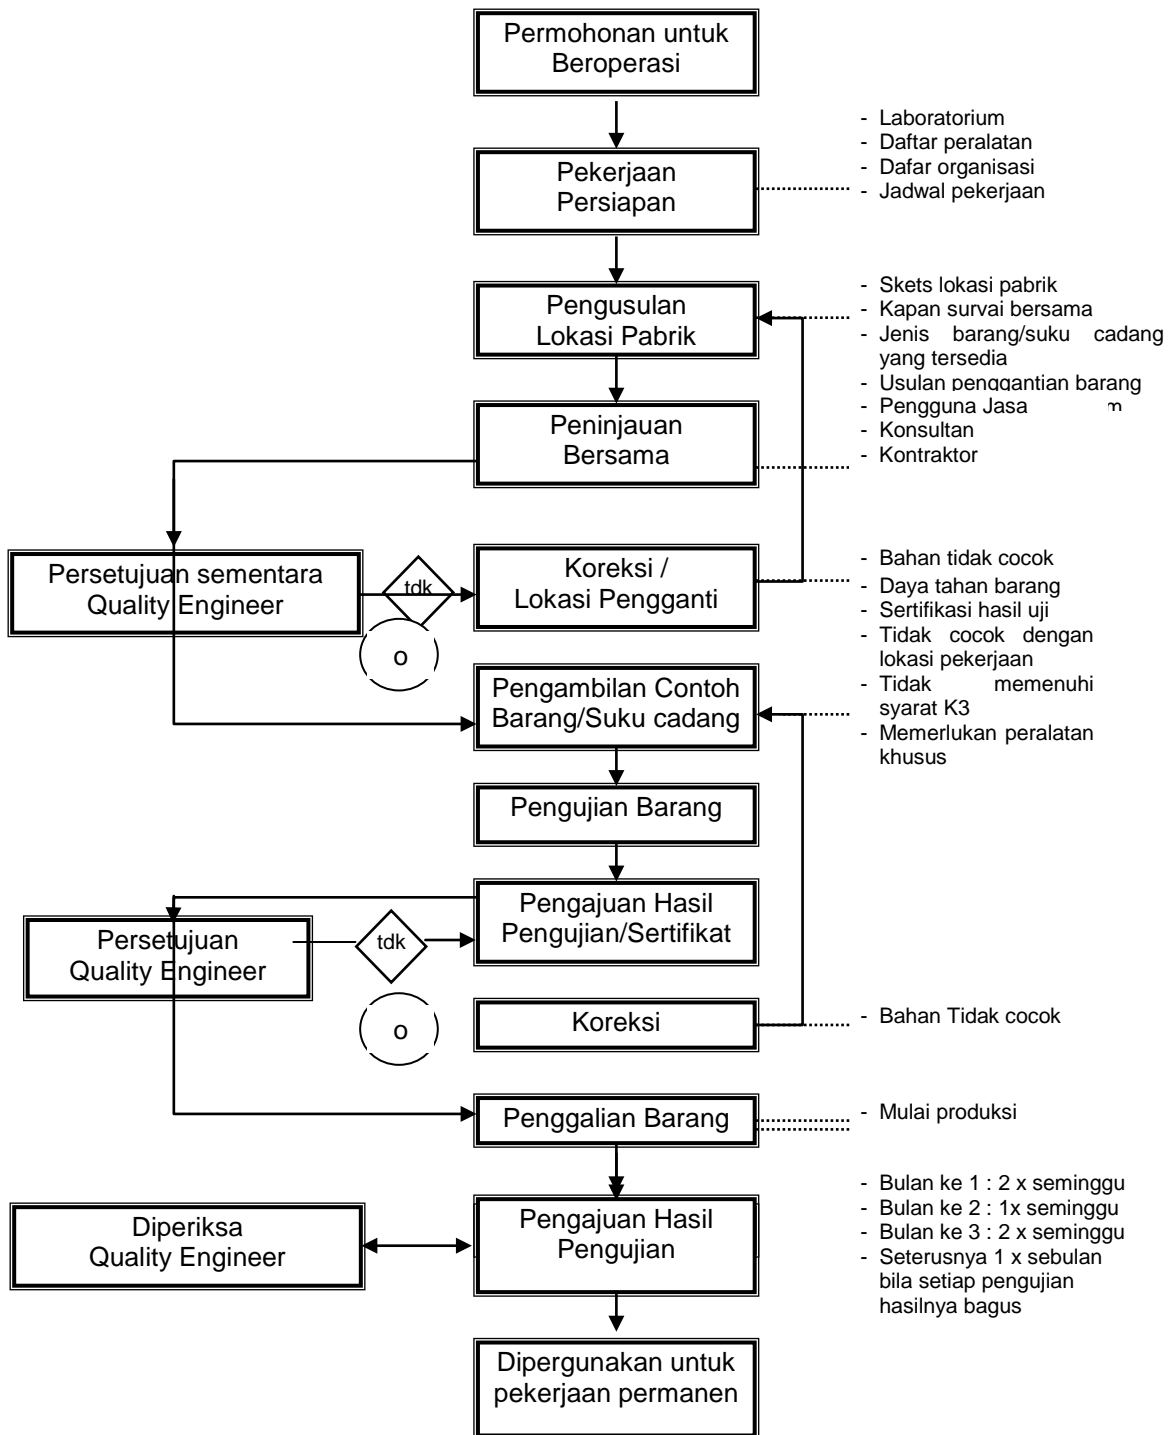 Permohonan untuk
Beroperasi
- Laboratorium
- Daftar peralatan
- Dafar organisasi
- Jadwal pekerjaan
Pekerjaan
Persiapan
- Skets lokasi pabrik
- Kapan survai bersama
- Jenis barang/suku cadang
yang tersedia
- Usulan penggantian barang
Pengusulan
Lokasi Pabrik
- Pengguna Jasa m
- Konsultan
- Kontraktor
Peninjauan
Bersama
Persetujuan sementara
Quality Engineer
tdk
o
Koreksi /
Lokasi Pengganti
- Bahan tidak cocok
- Daya tahan barang
- Sertifikasi hasil uji
- Tidak cocok dengan
lokasi pekerjaan
- Tidak memenuhi
syarat K3
- Memerlukan peralatan
khusus
Pengambilan Contoh
Barang/Suku cadang
Pengujian Barang
Pengajuan Hasil
Pengujian/Sertifikat
Persetujuan
Quality Engineer
tdk
o
Koreksi
- Bahan Tidak cocok
Penggalian Barang
- Mulai produksi
- Bulan ke 1 : 2 x seminggu
- Bulan ke 2 : 1x seminggu
- Bulan ke 3 : 2 x seminggu
- Seterusnya 1 x sebulan
bila setiap pengujian
hasilnya bagus
Diperiksa
Quality Engineer
Pengajuan Hasil
Pengujian
Dipergunakan untuk
pekerjaan permanen